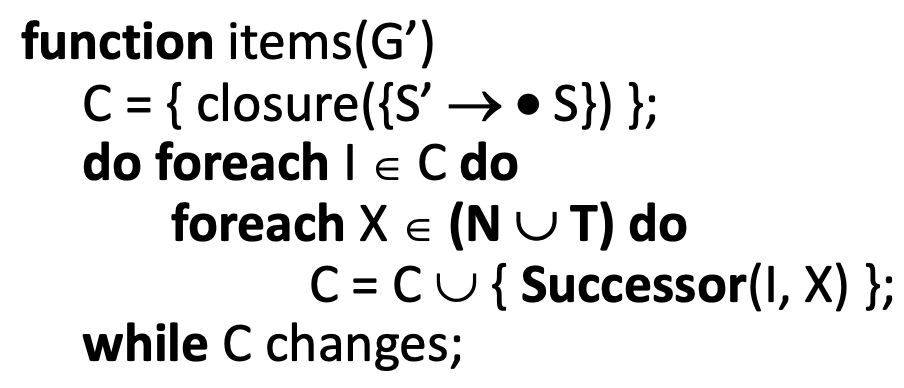 function items(G’)
C = { closure({S’ → • S}) };
do foreach I ∈ C do
foreach X ∈ (N ∪ T) do
C = C ∪ { Successor(I, X) };
while C changes;